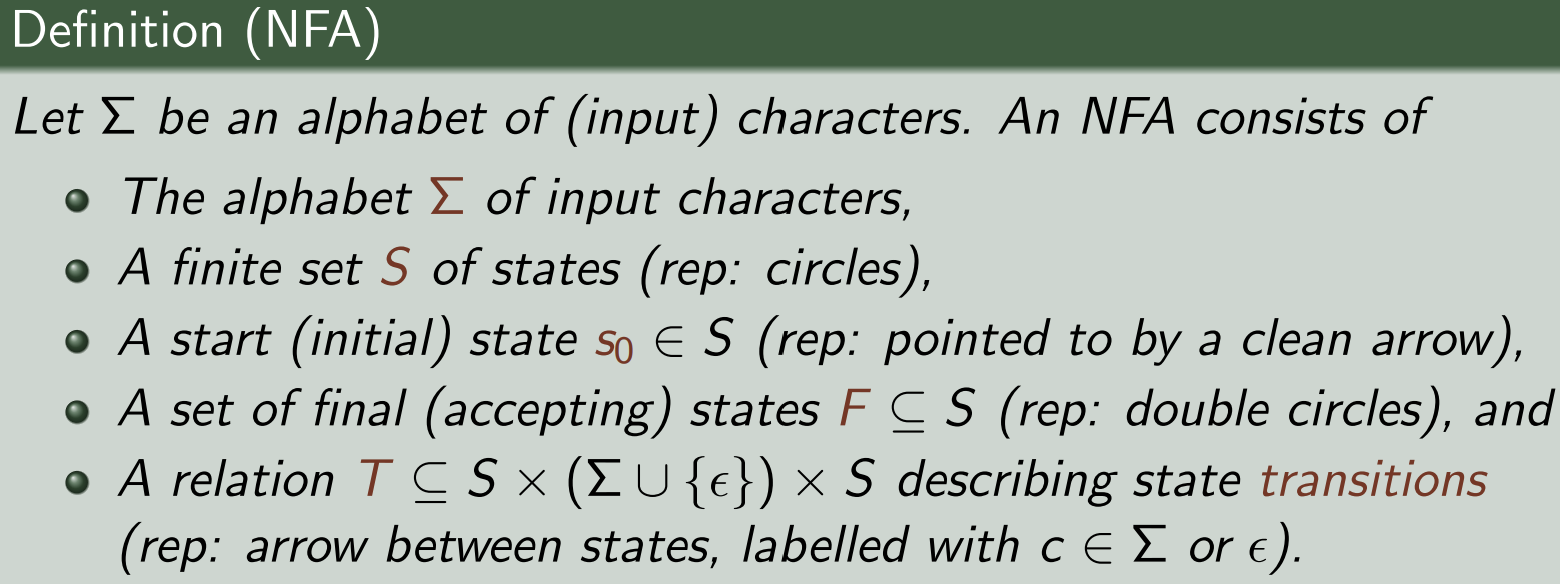 Definition (NFA)
Let Σ be an alphabet of (input) characters. An NFA consists of
• The alphabet Σ of input characters,
• A finite set S of states (rep: circles),
• A start (initial) state s₀ ∈ S (rep: pointed to by a clean arrow),
• A set of final (accepting) states F ⊆ S (rep: double circles), and
• A relation T ⊆ S × (Σ ∪ {ϵ}) × S describing state transitions
(rep: arrow between states, labelled with c ∈ Σ or ϵ).